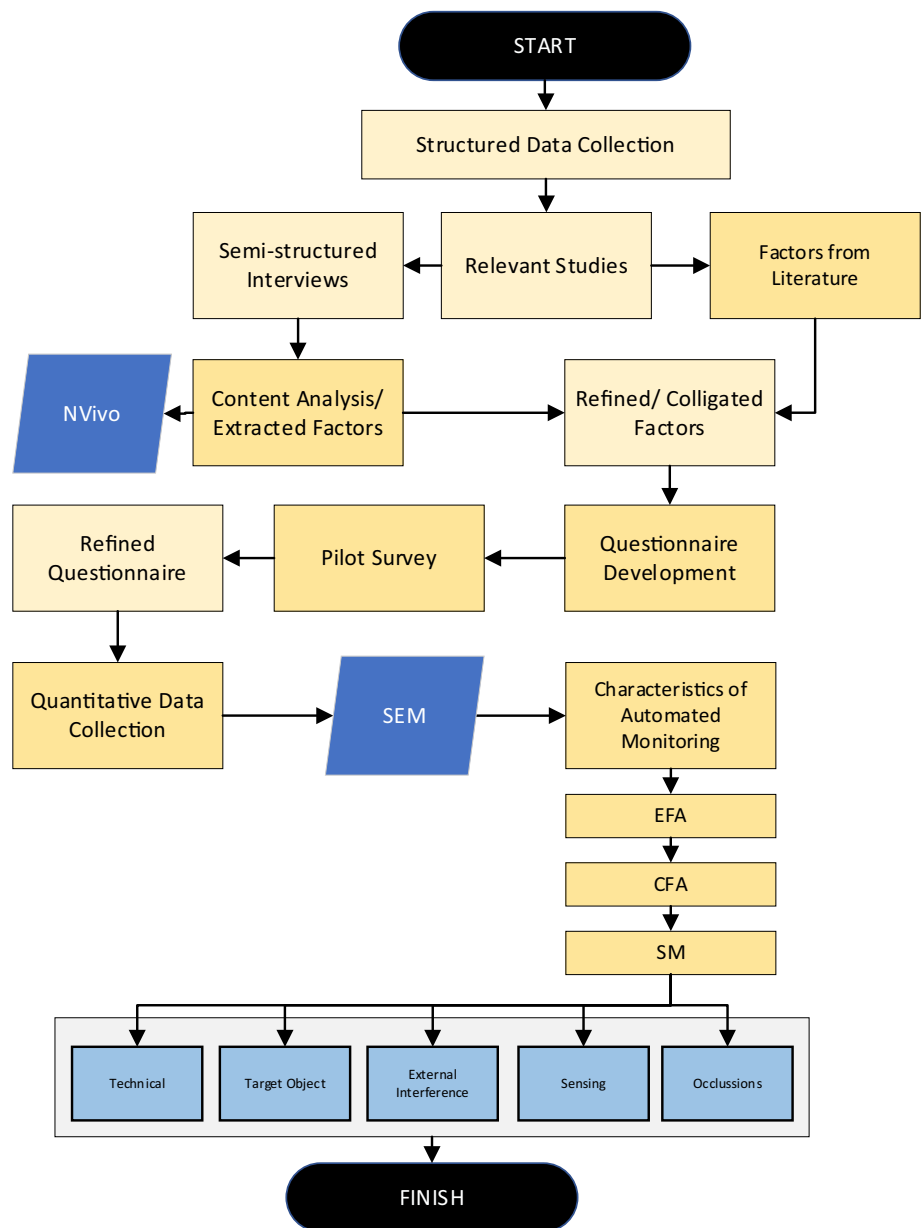 START
Structured Data Collection
Semi-structured
Interviews
Relevant Studies
Factors from
Literature
NVivo
Content Analysis/
Extracted Factors
Refined/ Colligated
Factors
Refined
Questionnaire
Pilot Survey
Questionnaire
Development
Quantitative Data
Collection
SEM
Characteristics of
Automated
Monitoring
EFA
CFA
SM
Technical
Target Object
External
Interference
Sensing
Occlussions
FINISH